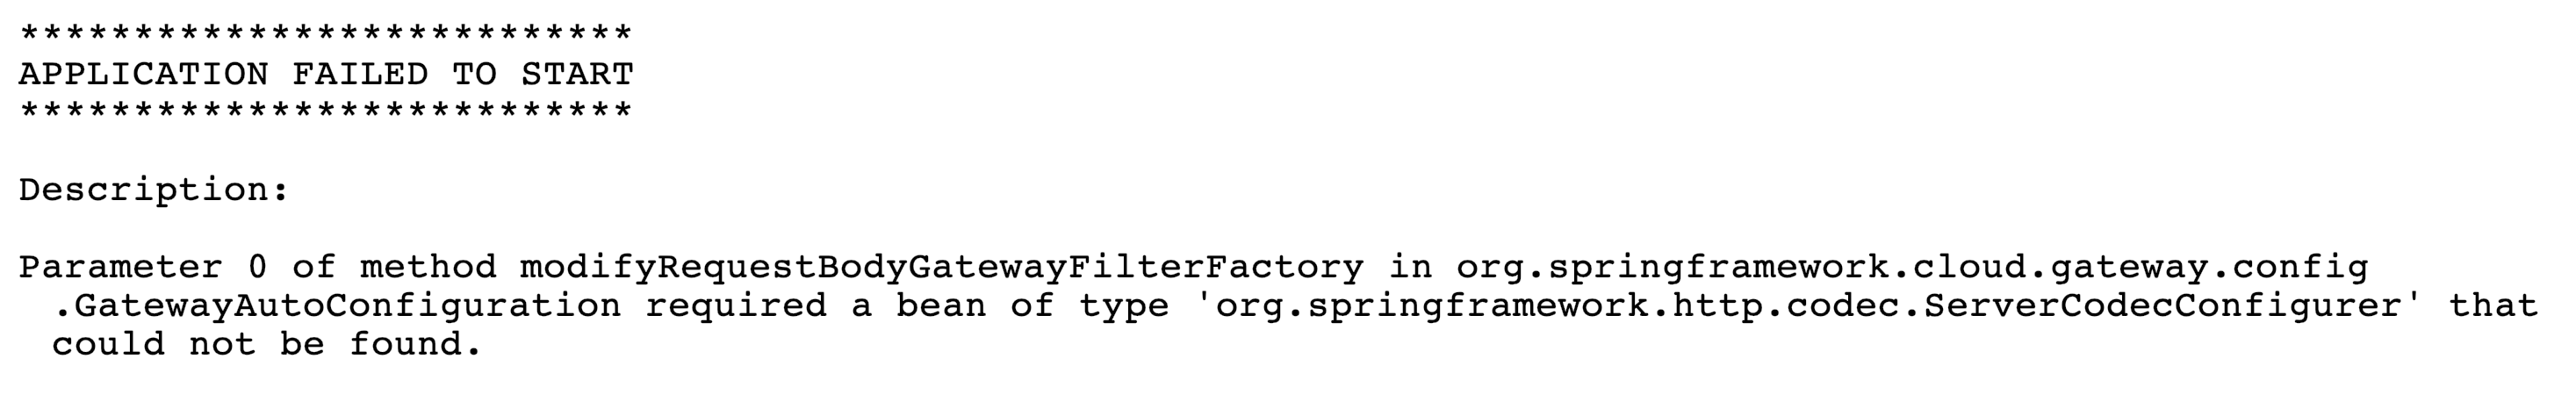 ***************************
APPLICATION FAILED TO START
***************************
Description:
Parameter 0 of method modifyRequestBodyGatewayFilterFactory in org.springframework.cloud.gateway.config
.GatewayAutoConfiguration required a bean of type 'org.springframework.http.codec.ServerCodecConfigurer' that
could not be found.